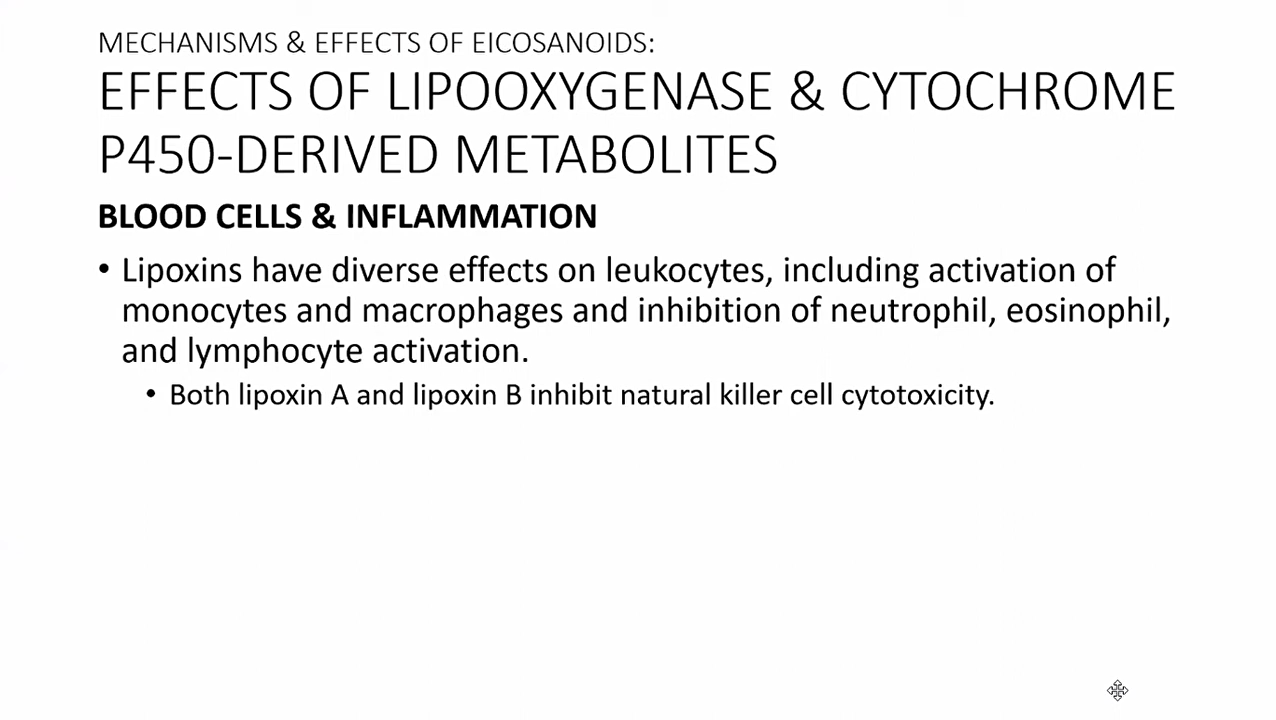 MECHANISMS & EFFECTS OF EICOSANOIDS:
EFFECTS OF LIPOOXYGENASE & CYTOCHROME
P450-DERIVED METABOLITES
BLOOD CELLS & INFLAMMATION
• Lipoxins have diverse effects on leukocytes, including activation of
monocytes and macrophages and inhibition of neutrophil, eosinophil,
and lymphocyte activation.
• Both lipoxin A and lipoxin B inhibit natural killer cell cytotoxicity.